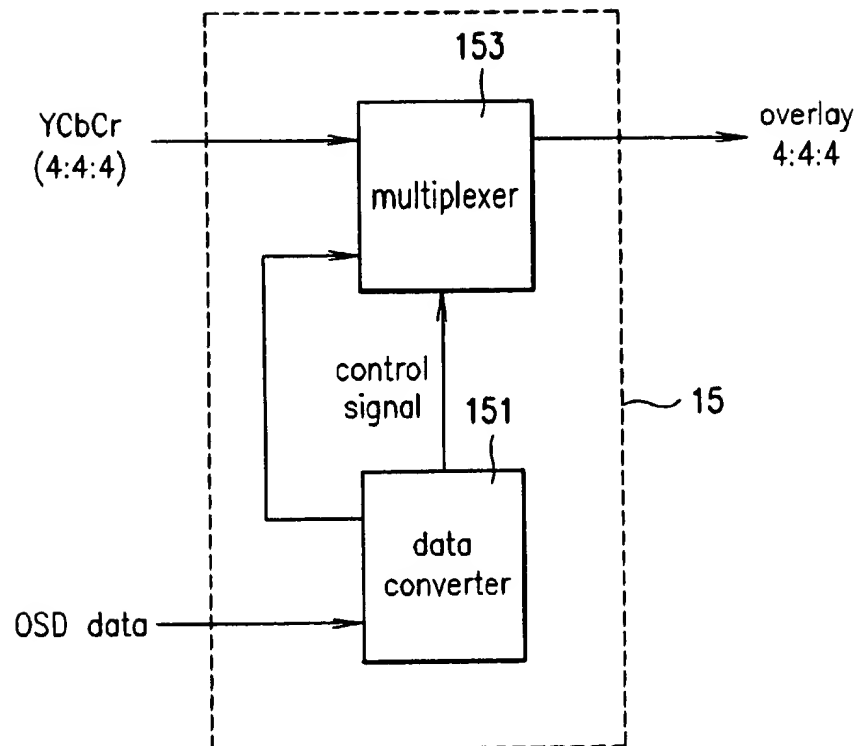 153
YCbCr
(4:4:4)
overlay
4:4:4
multiplexer
control
signal
151
15
data
converter
OSD data